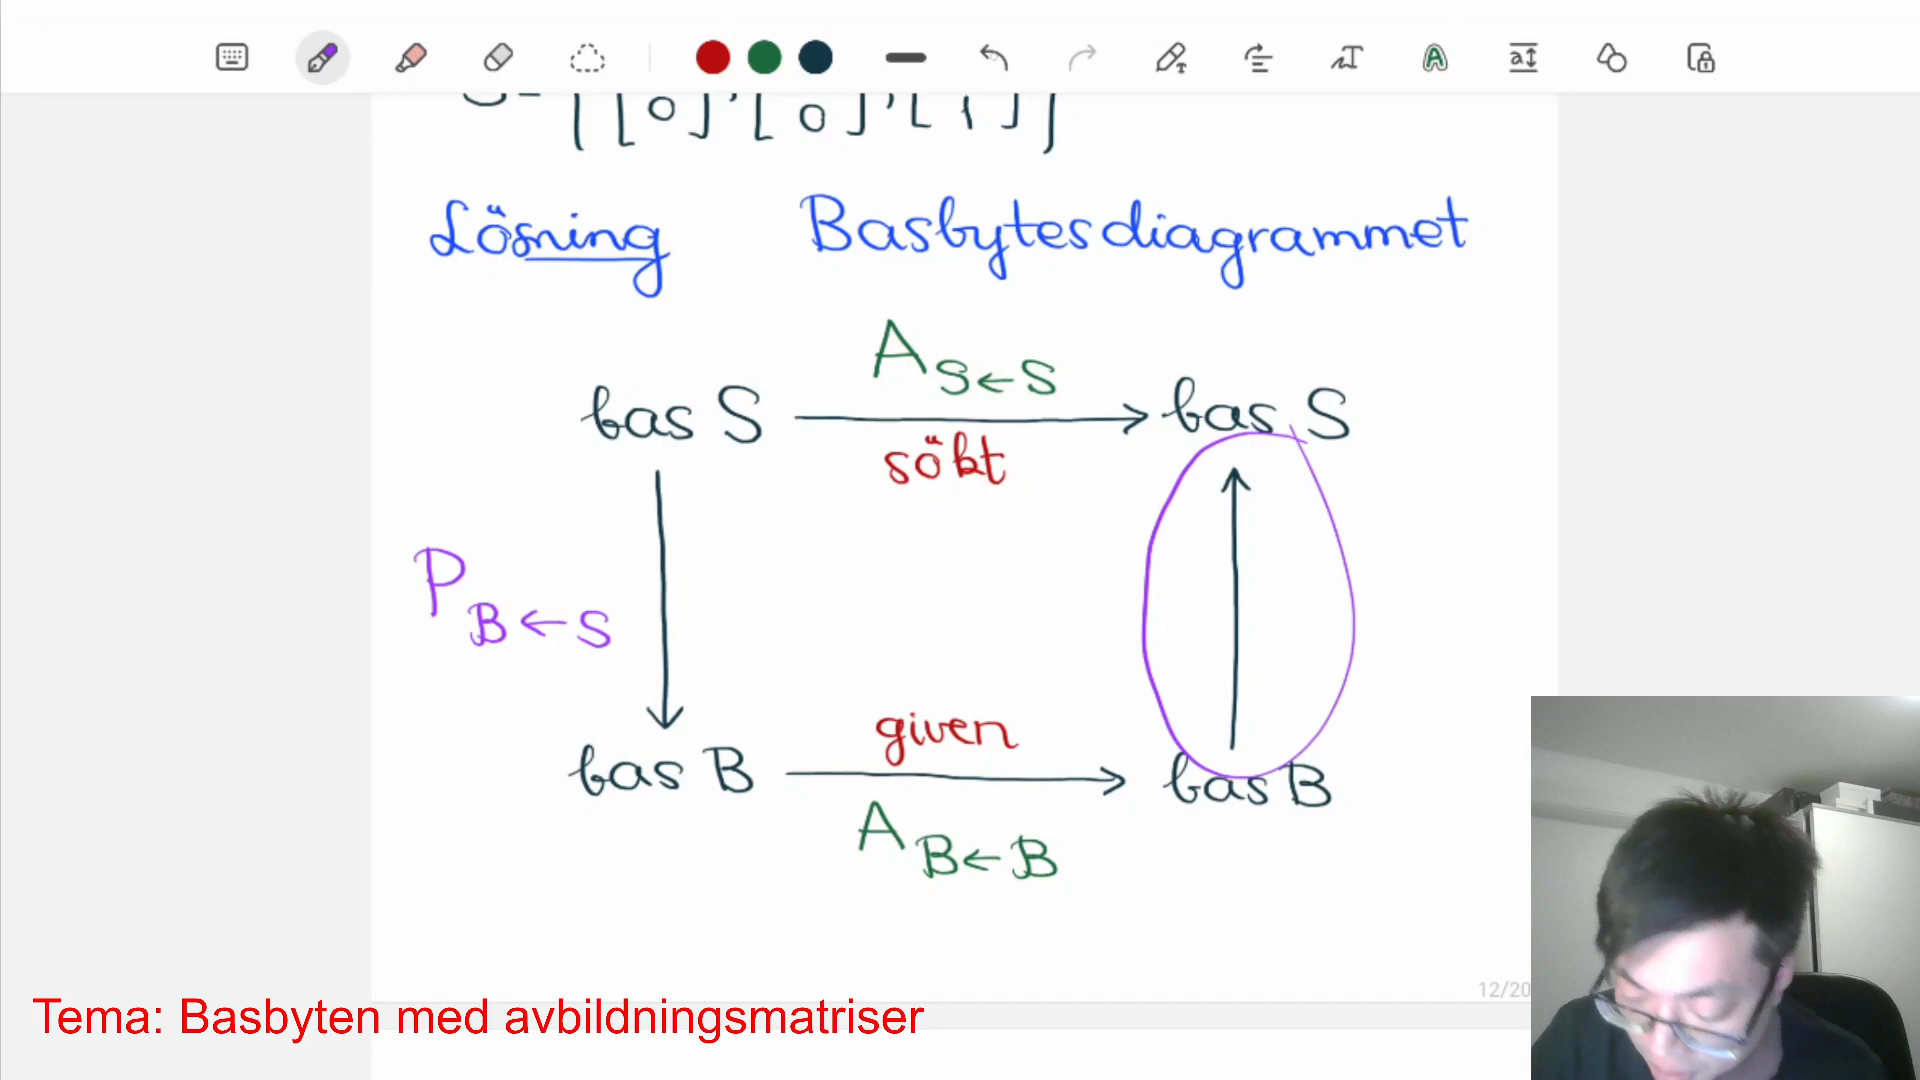 Lösning Basbytesdiagrammet
A S←S
bas S bas S
sökt
P B←S
given
bas B bas B
A B←B
12/20
Tema: Basbyten med avbildningsmatriser